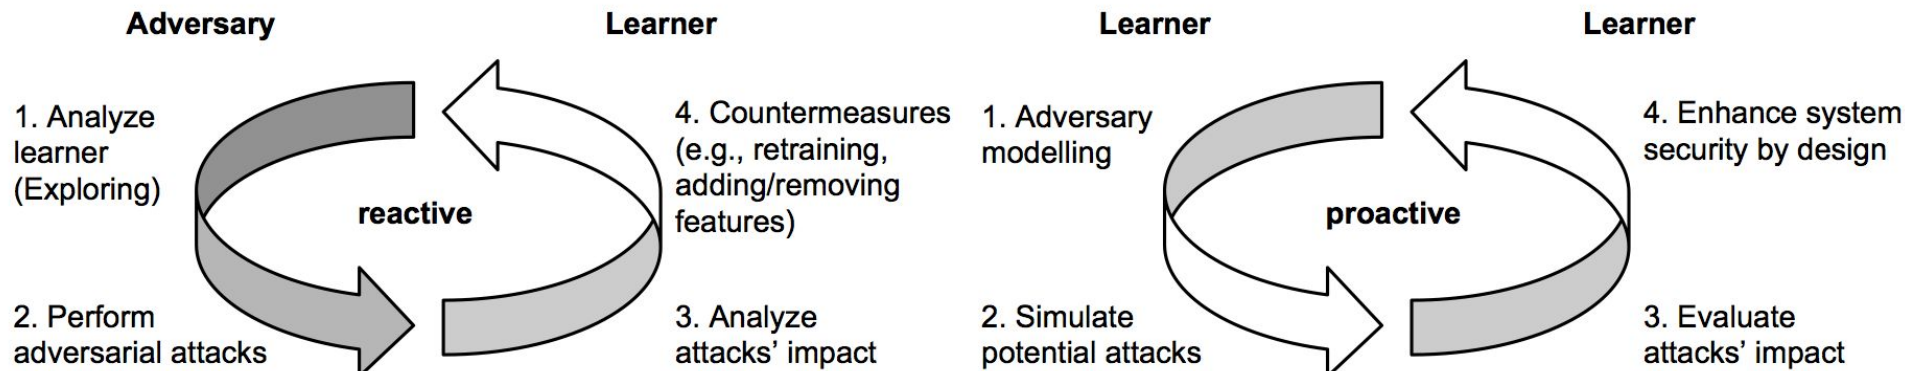 Adversary
Learner
1. Analyze
learner
(Exploring)
reactive
4. Countermeasures
(e.g., retraining,
adding/removing
features)
2. Perform
adversarial attacks
3. Analyze
attacks’ impact
Learner
Learner
1. Adversary
modelling
proactive
4. Enhance system
security by design
2. Simulate
potential attacks
3. Evaluate
attacks’ impact